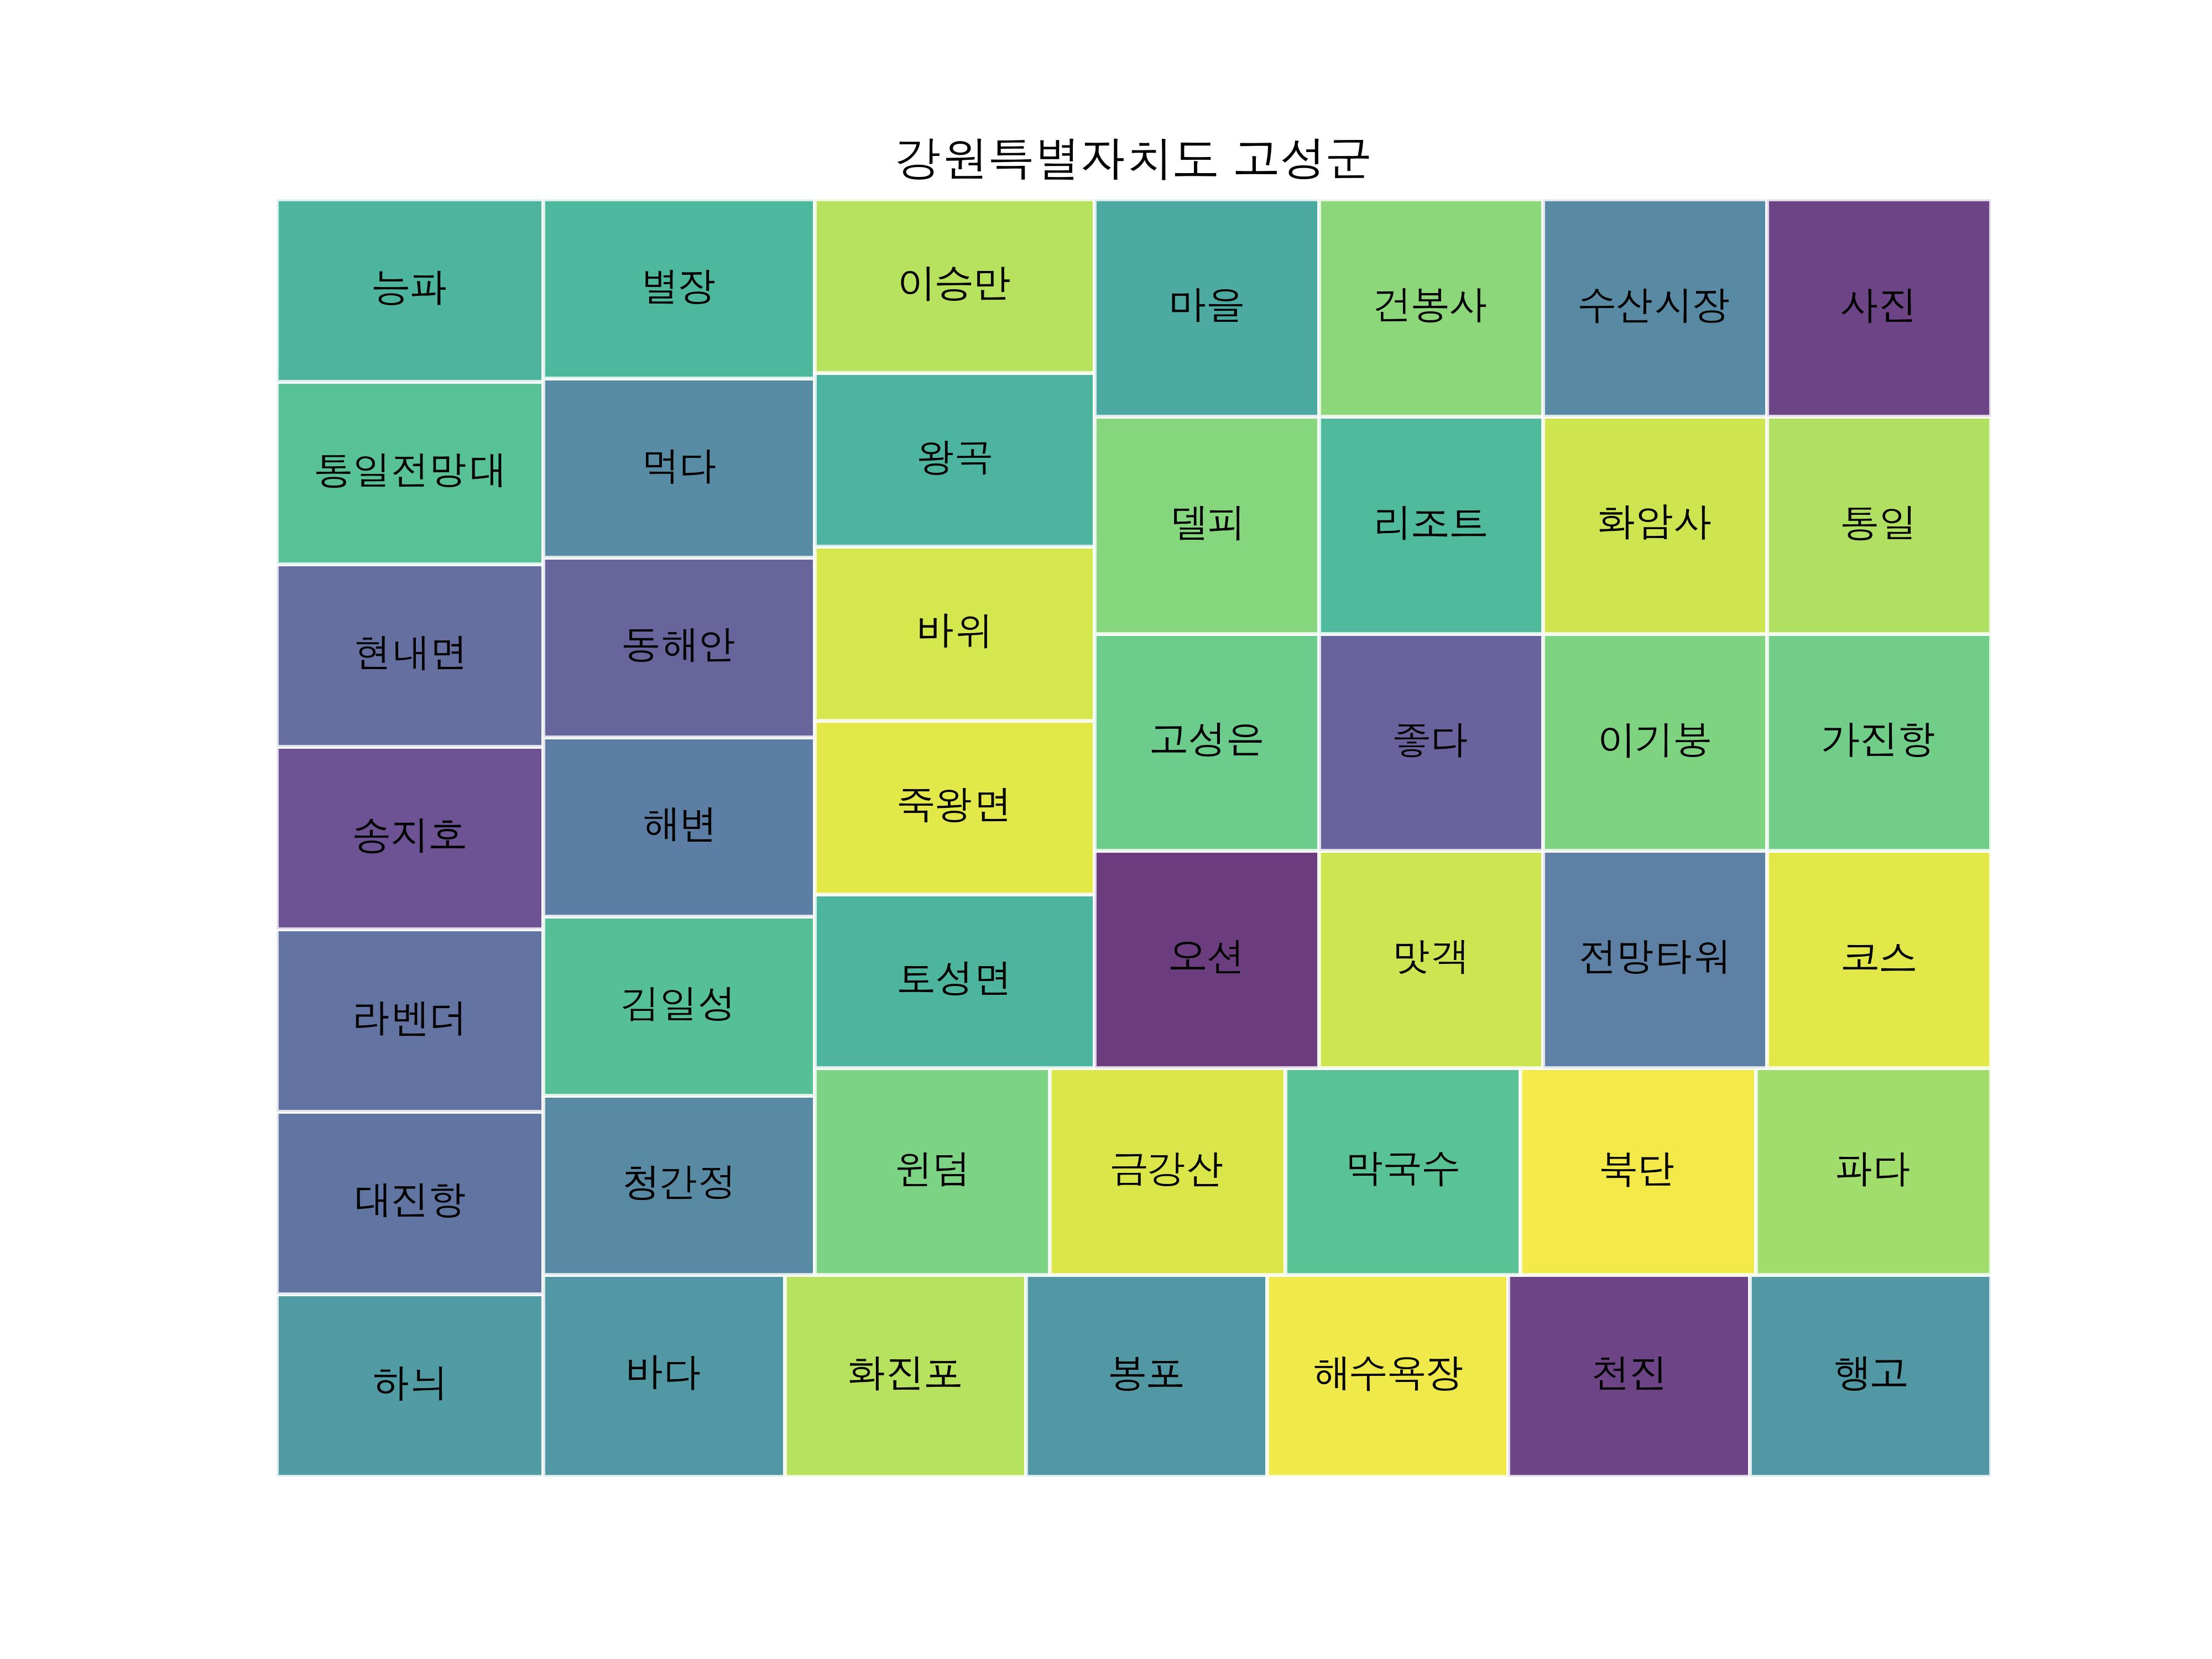 강원특별자치도 고성군
능파
별장
이승만
마을
건봉사
수산시장
사진
통일전망대
먹다
왕곡
델피
리조트
화암사
통일
현내면
동해안
바위
고성은
좋다
이기붕
가진항
송지호
해변
죽왕면
오션
맛객
전망타워
코스
라벤더
김일성
토성면
대진항
청간정
윈덤
금강산
막국수
북단
파다
하늬
바다
화진포
봉포
해수욕장
천진
행고